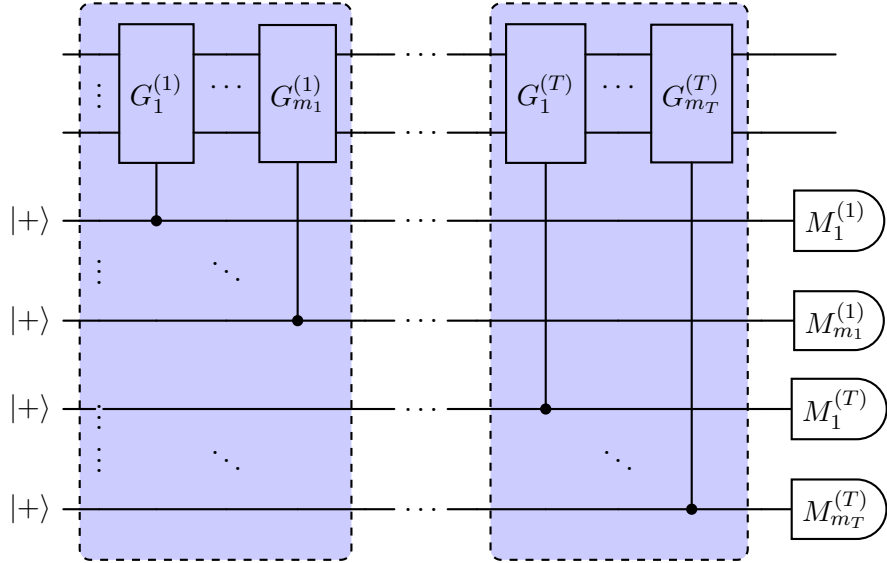 G_1^{(1)} ⋯ G_{m_1}^{(1)} ⋯ G_1^{(T)} ⋯ G_{m_T}^{(T)}
|+⟩ ⋯ M_1^{(1)}
|+⟩ ⋯ M_{m_1}^{(1)}
|+⟩ ⋯ M_1^{(T)}
|+⟩ ⋯ M_{m_T}^{(T)}